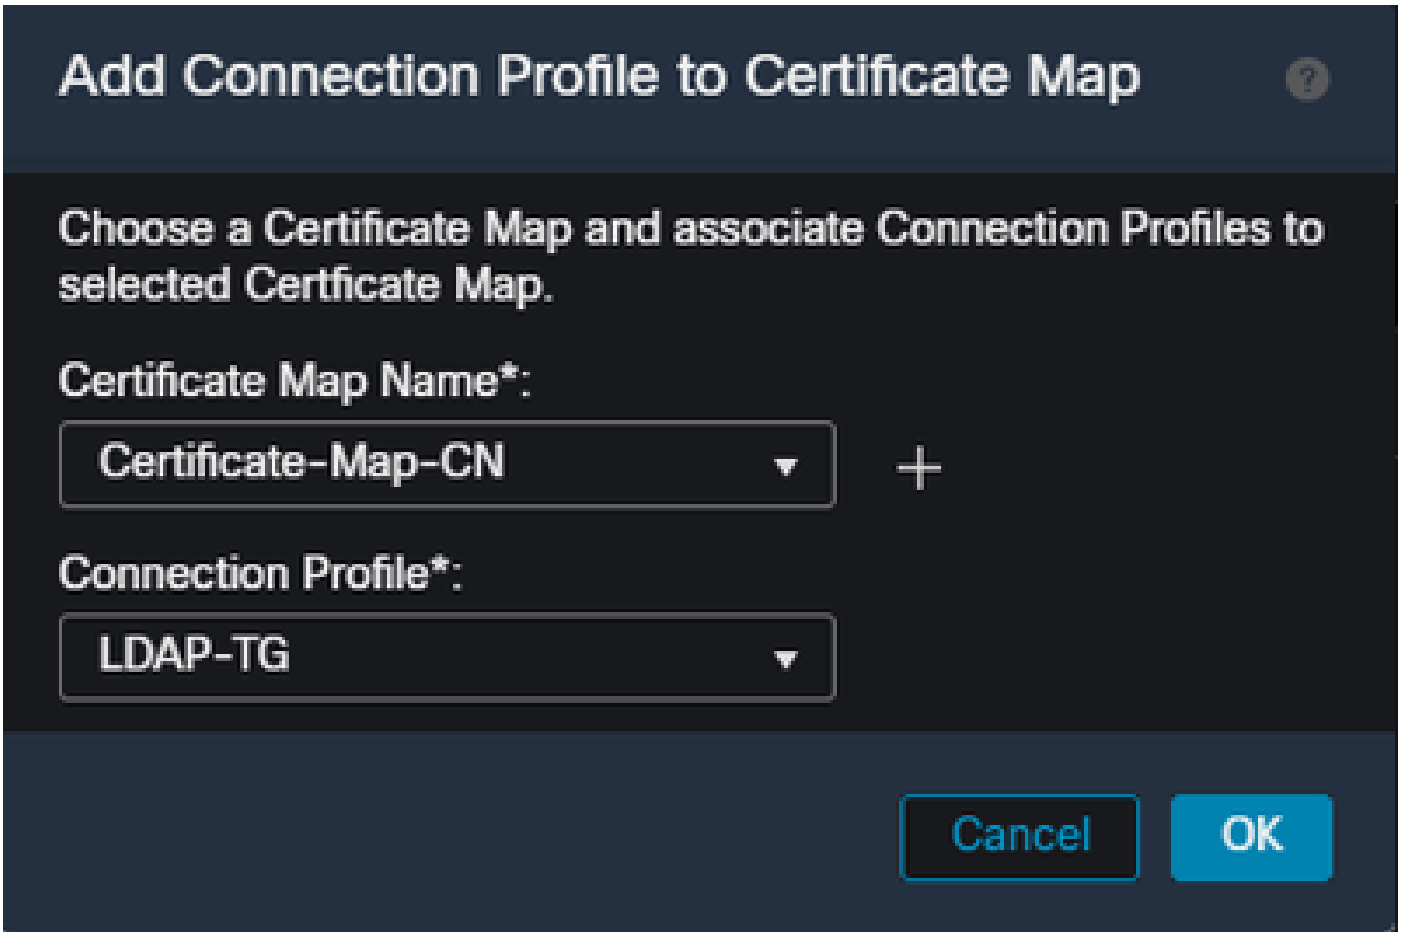 Add Connection Profile to Certificate Map
?
Choose a Certificate Map and associate Connection Profiles to
selected Certficate Map.
Certificate Map Name*:
Certificate-Map-CN
+
Connection Profile*:
LDAP-TG
Cancel
OK